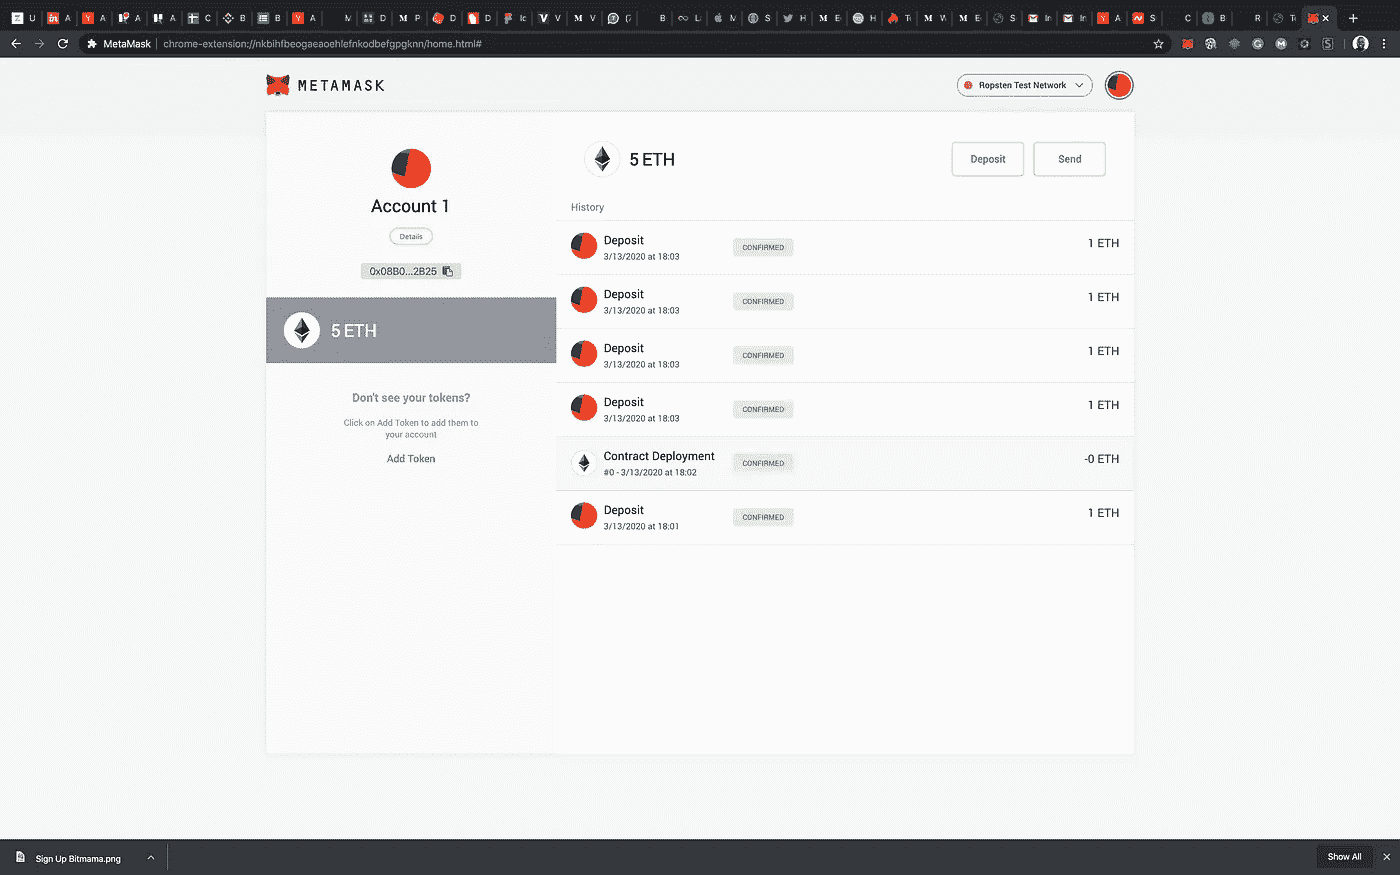 MetaMask
chrome-extension://nkbihfbeogaeaoehlefnkodbefgpgknn/home.html#
METAMASK
Ropsten Test Network
Account 1
Details
0x08B0...2B25
5 ETH
Don't see your tokens?
Click on Add Token to add them to
your account
Add Token
5 ETH
Deposit
Send
History
Deposit
3/13/2020 at 18:03
CONFIRMED
1 ETH
Deposit
3/13/2020 at 18:03
CONFIRMED
1 ETH
Deposit
3/13/2020 at 18:03
CONFIRMED
1 ETH
Deposit
3/13/2020 at 18:03
CONFIRMED
1 ETH
Contract Deployment
#0 - 3/13/2020 at 18:02
CONFIRMED
-0 ETH
Deposit
3/13/2020 at 18:01
CONFIRMED
1 ETH
Sign Up Bitmama.png
Show All